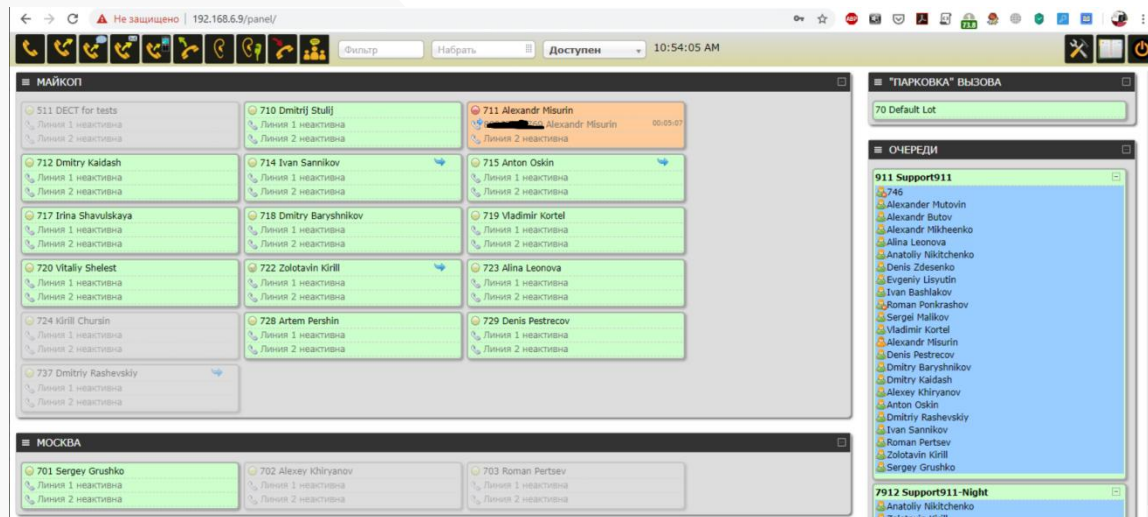 Не защищено | 192.168.6.9/panel/
73.8
Фильтр
Набрать
Доступен
10:54:05 AM
МАЙКОП
511 DECT for tests
Линия 1 неактивна
Линия 2 неактивна
710 Dmitrij Stulij
Линия 1 неактивна
Линия 2 неактивна
711 Alexandr Misurin
Alexandr Misurin 00:05:07
Линия 2 неактивна
712 Dmitry Kaidash
Линия 1 неактивна
Линия 2 неактивна
714 Ivan Sannikov
Линия 1 неактивна
Линия 2 неактивна
715 Anton Oskin
Линия 1 неактивна
Линия 2 неактивна
717 Irina Shavulskaya
Линия 1 неактивна
Линия 2 неактивна
718 Dmitry Baryshnikov
Линия 1 неактивна
Линия 2 неактивна
719 Vladimir Kortel
Линия 1 неактивна
Линия 2 неактивна
720 Vitaliy Shelest
Линия 1 неактивна
Линия 2 неактивна
722 Zolotavin Kirill
Линия 1 неактивна
Линия 2 неактивна
723 Alina Leonova
Линия 1 неактивна
Линия 2 неактивна
724 Kirill Chursin
Линия 1 неактивна
Линия 2 неактивна
728 Artem Pershin
Линия 1 неактивна
Линия 2 неактивна
729 Denis Pestrecov
Линия 1 неактивна
Линия 2 неактивна
737 Dmitriy Rashevskiy
Линия 1 неактивна
Линия 2 неактивна
МОСКВА
701 Sergey Grushko
Линия 1 неактивна
Линия 2 неактивна
702 Alexey Khiryanov
Линия 1 неактивна
Линия 2 неактивна
703 Roman Pertsev
Линия 1 неактивна
Линия 2 неактивна
"ПАРКОВКА" ВЫЗОВА
70 Default Lot
ОЧЕРЕДИ
911 Support911
746
Alexander Mutovin
Alexandr Butov
Alexandr Mikheenko
Alina Leonova
Anatoliy Nikitchenko
Denis Zdesenko
Evgeniy Lisyutin
Ivan Bashlakov
Roman Ponkrashov
Sergei Malikov
Vladimir Kortel
Alexandr Misurin
Denis Pestrecov
Dmitry Baryshnikov
Dmitry Kaidash
Alexey Khiryanov
Anton Oskin
Dmitriy Rashevskiy
Ivan Sannikov
Roman Pertsev
Zolotavin Kirill
Sergey Grushko
7912 Support911-Night
Anatoliy Nikitchenko